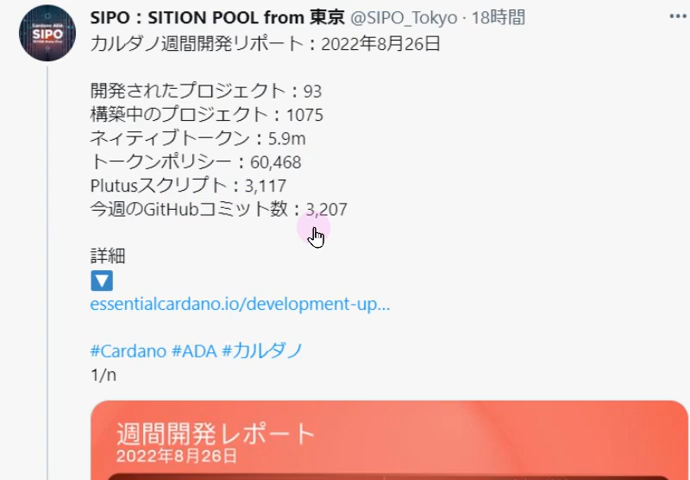 SIPO：SITION POOL from 東京 @SIPO_Tokyo · 18時間
カルダノ週間開発リポート：2022年8月26日
開発されたプロジェクト：93
構築中のプロジェクト：1075
ネィティブトークン：5.9m
トークンポリシー：60,468
Plutusスクリプト：3,117
今週のGitHubコミット数：3,207
詳細
essentialcardano.io/development-up...
#Cardano #ADA #カルダノ
1/n
週間開発レポート
2022年8月26日